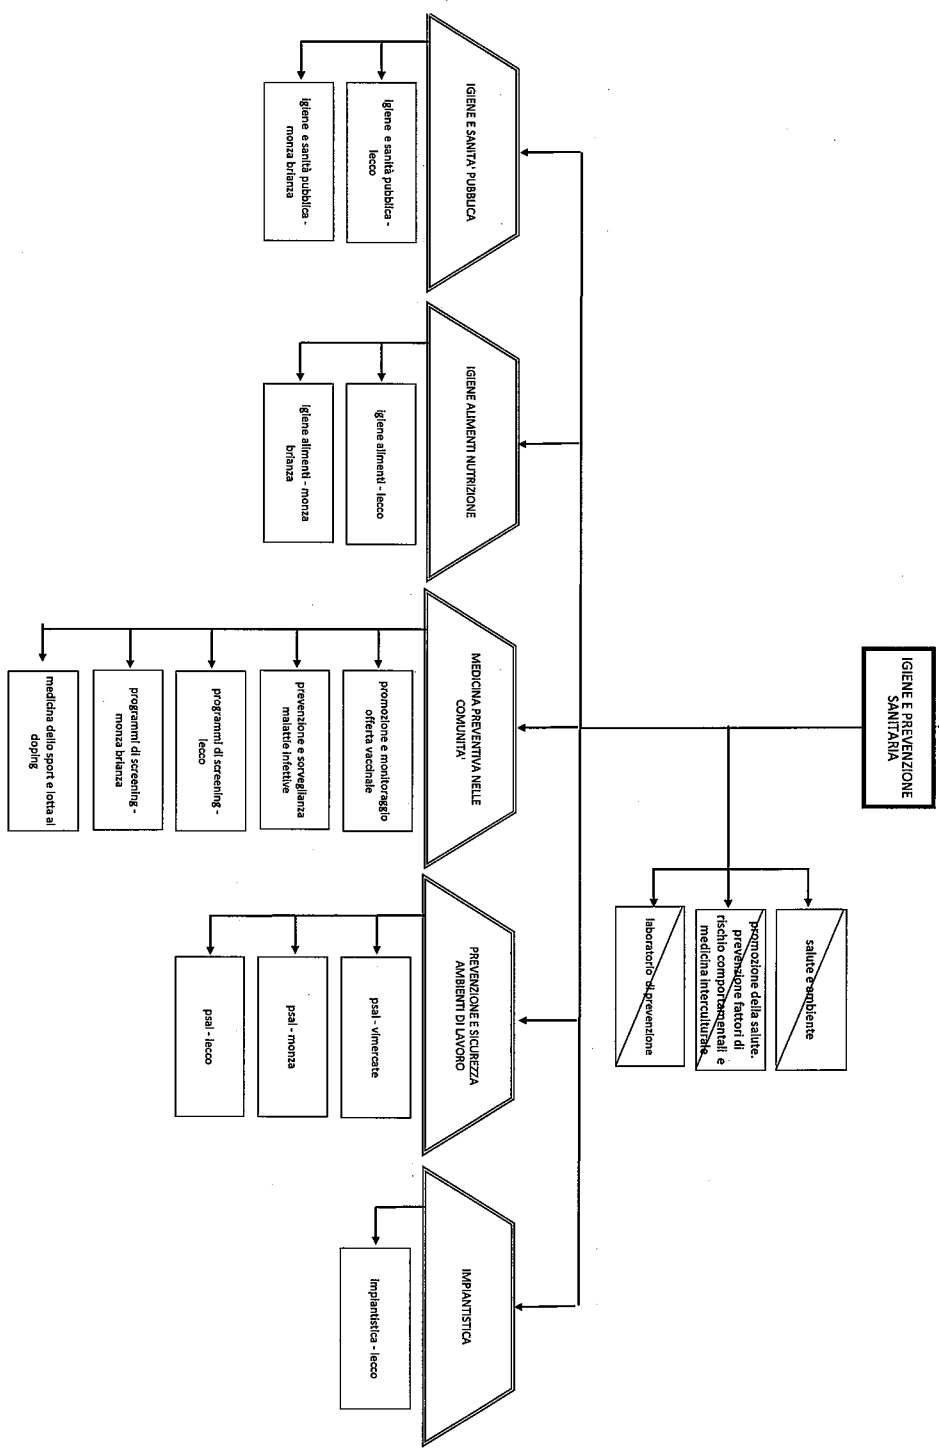 IGIENE E PREVENZIONE
SANITARIA
salute e ambiente
promozione della salute.
prevenzione fattori di
rischio comportamentali e
medicina interculturale
laboratorio di prevenzione
IGIENE E SANITA' PUBBLICA
igiene e sanità pubblica -
lecco
igiene e sanità pubblica -
monza brianza
IGIENE ALIMENTI NUTRIZIONE
igiene alimenti - lecco
igiene alimenti - monza
brianza
MEDICINA PREVENTIVA NELLE
COMUNITA'
promozione e monitoraggio
offerta vaccinale
prevenzione e sorveglianza
malattie infettive
programmi di screening -
lecco
programmi di screening -
monza brianza
medicina dello sport e lotta al
doping
PREVENZIONE E SICUREZZA
AMBIENTI DI LAVORO
psal - vimercate
psal - monza
psal - lecco
IMPIANTISTICA
impiantistica - lecco